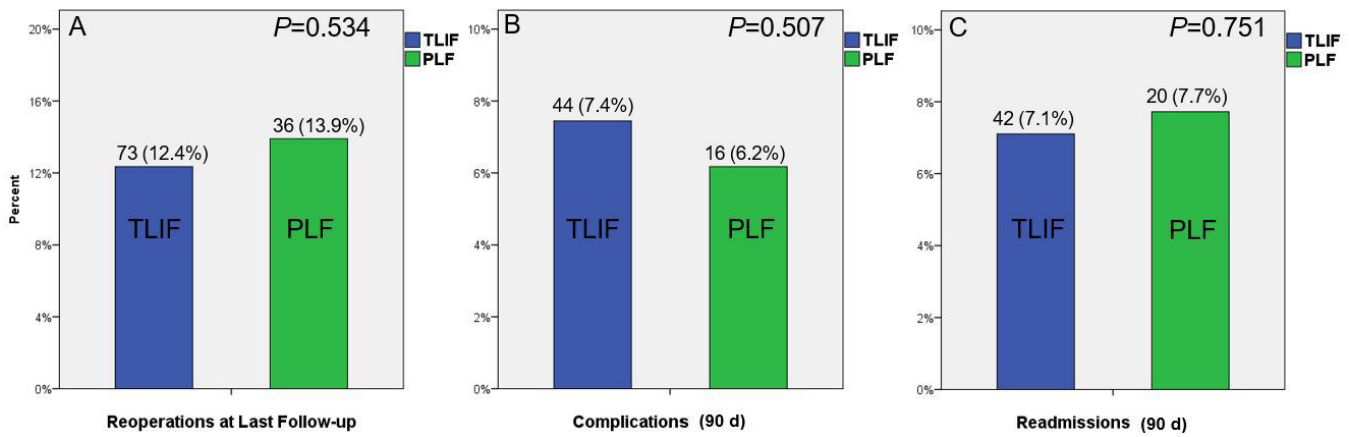 A
P=0.534
TLIF
PLF
20%
16%
12%
8%
4%
0%
Percent
73 (12.4%)
36 (13.9%)
TLIF
PLF
Reoperations at Last Follow-up
B
P=0.507
TLIF
PLF
10%
8%
6%
4%
2%
0%
44 (7.4%)
16 (6.2%)
TLIF
PLF
Complications (90 d)
C
P=0.751
TLIF
PLF
10%
8%
6%
4%
2%
0%
42 (7.1%)
20 (7.7%)
TLIF
PLF
Readmissions (90 d)